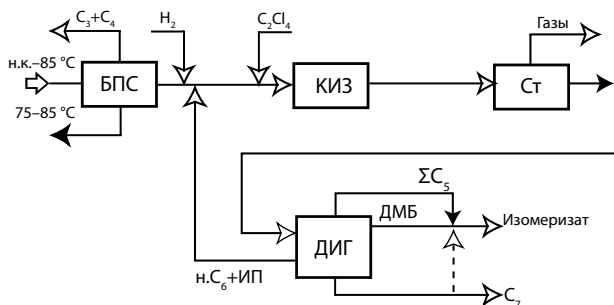 C₃+C₄
H₂
C₂Cl₄
Газы
н.к.–85 °C
БПС
КИЗ
Ст
75–85 °C
ΣC₅
ДМБ
Изомеризат
ДИГ
н.C₆+ИП
C₇